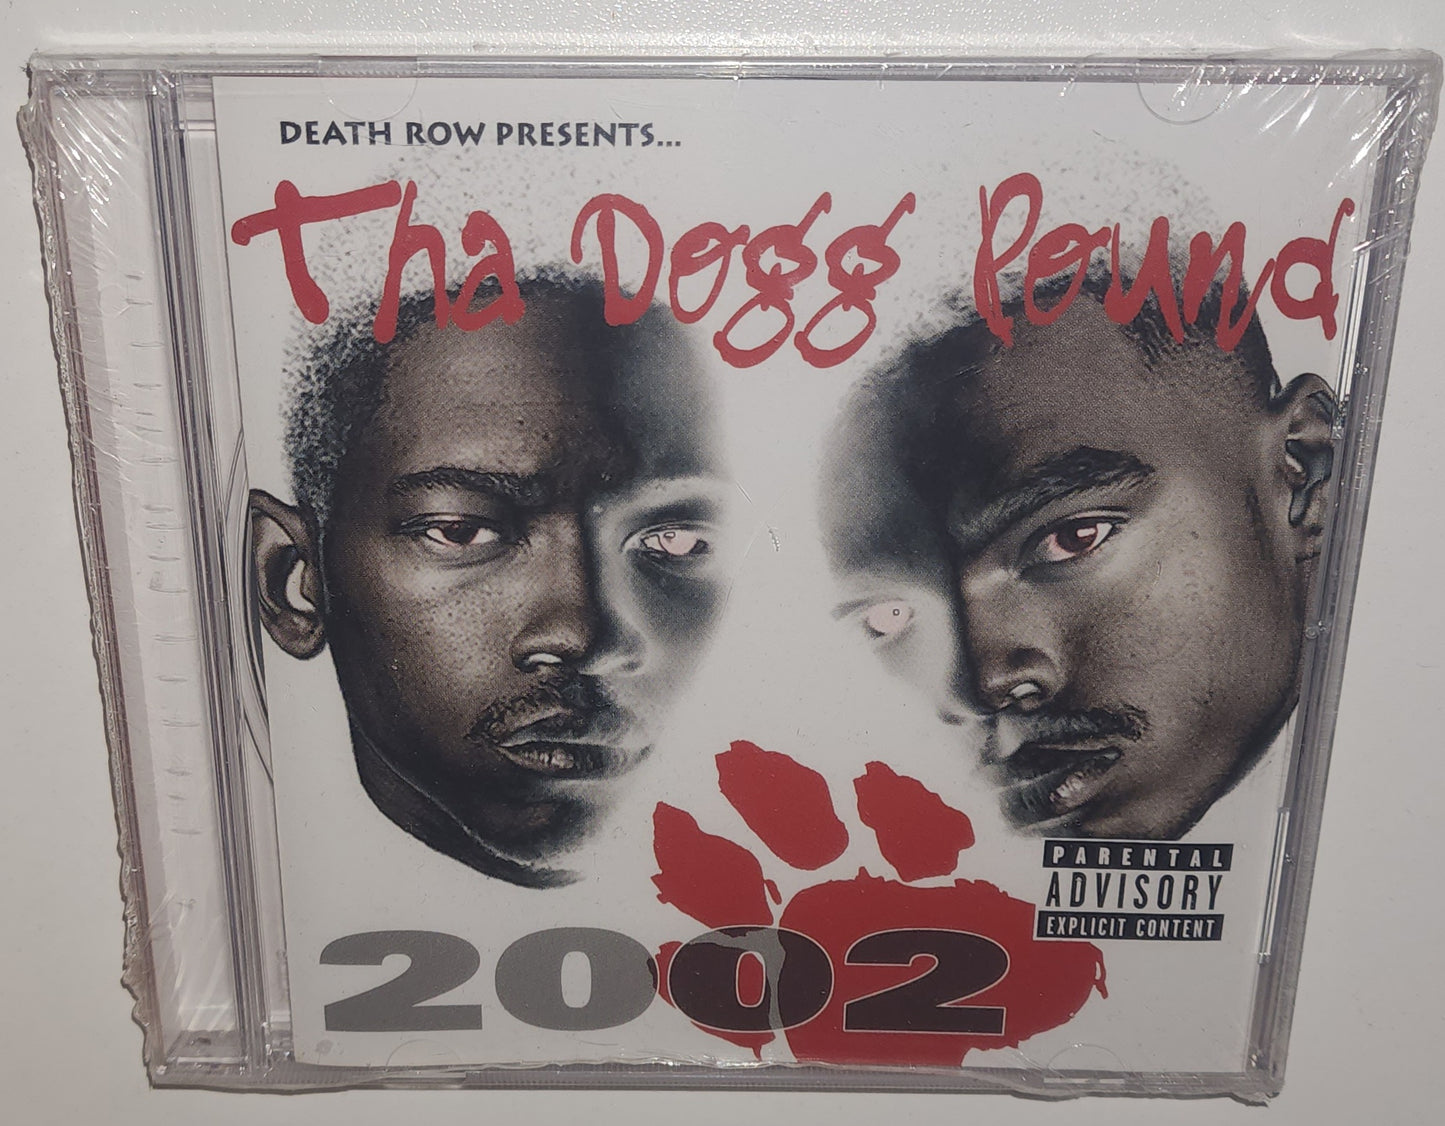 DEATH ROW PRESENTS...
Tha Dogg Pound
PARENTAL
ADVISORY
EXPLICIT CONTENT
2002